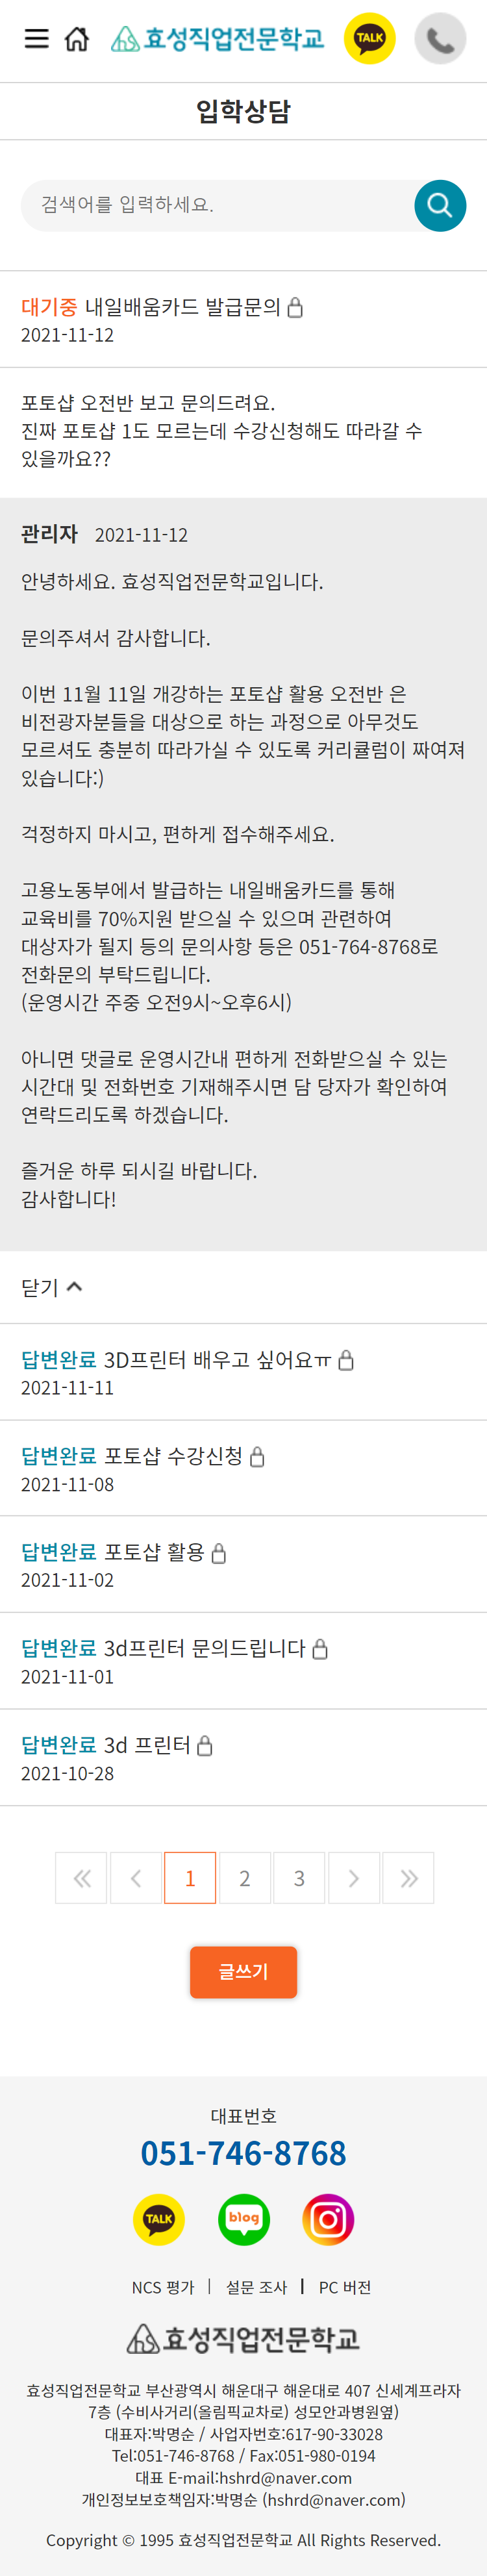 효성직업전문학교
TALK
입학상담
검색어를 입력하세요.
대기중 내일배움카드 발급문의
2021-11-12
포토샵 오전반 보고 문의드려요.
진짜 포토샵 1도 모르는데 수강신청해도 따라갈 수
있을까요??
관리자 2021-11-12
안녕하세요. 효성직업전문학교입니다.
문의주셔서 감사합니다.
이번 11월 11일 개강하는 포토샵 활용 오전반 은
비전광자분들을 대상으로 하는 과정으로 아무것도
모르셔도 충분히 따라가실 수 있도록 커리큘럼이 짜여져
있습니다:)
걱정하지 마시고, 편하게 접수해주세요.
고용노동부에서 발급하는 내일배움카드를 통해
교육비를 70%지원 받으실 수 있으며 관련하여
대상자가 될지 등의 문의사항 등은 051-764-8768로
전화문의 부탁드립니다.
(운영시간 주중 오전9시~오후6시)
아니면 댓글로 운영시간내 편하게 전화받으실 수 있는
시간대 및 전화번호 기재해주시면 담 당자가 확인하여
연락드리도록 하겠습니다.
즐거운 하루 되시길 바랍니다.
감사합니다!
닫기
답변완료 3D프린터 배우고 싶어요ㅠ
2021-11-11
답변완료 포토샵 수강신청
2021-11-08
답변완료 포토샵 활용
2021-11-02
답변완료 3d프린터 문의드립니다
2021-11-01
답변완료 3d 프린터
2021-10-28
1 2 3
글쓰기
대표번호
051-746-8768
TALK blog
NCS 평가 | 설문 조사 | PC 버전
효성직업전문학교
효성직업전문학교 부산광역시 해운대구 해운대로 407 신세계프라자
7층 (수비사거리(올림픽교차로) 성모안과병원옆)
대표자:박명순 / 사업자번호:617-90-33028
Tel:051-746-8768 / Fax:051-980-0194
대표 E-mail:hshrd@naver.com
개인정보보호책임자:박명순 (hshrd@naver.com)
Copyright © 1995 효성직업전문학교 All Rights Reserved.